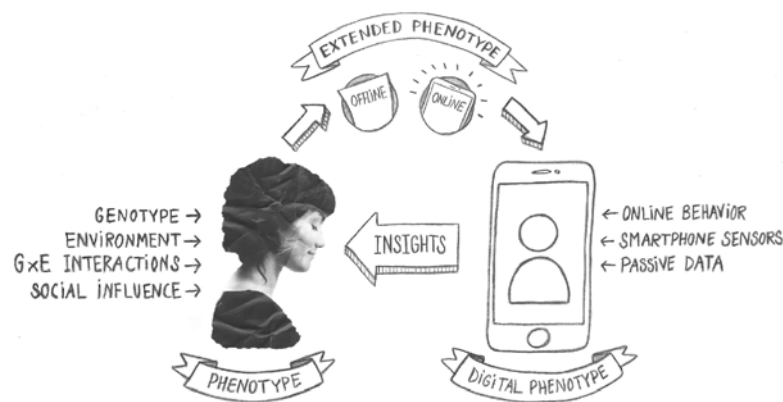 EXTENDED PHENOTYPE
OFFLINE
ONLINE
GENOTYPE →
ENVIRONMENT →
G×E INTERACTIONS →
SOCIAL INFLUENCE →
INSIGHTS
← ONLINE BEHAVIOR
← SMARTPHONE SENSORS
← PASSIVE DATA
PHENOTYPE
DIGITAL PHENOTYPE